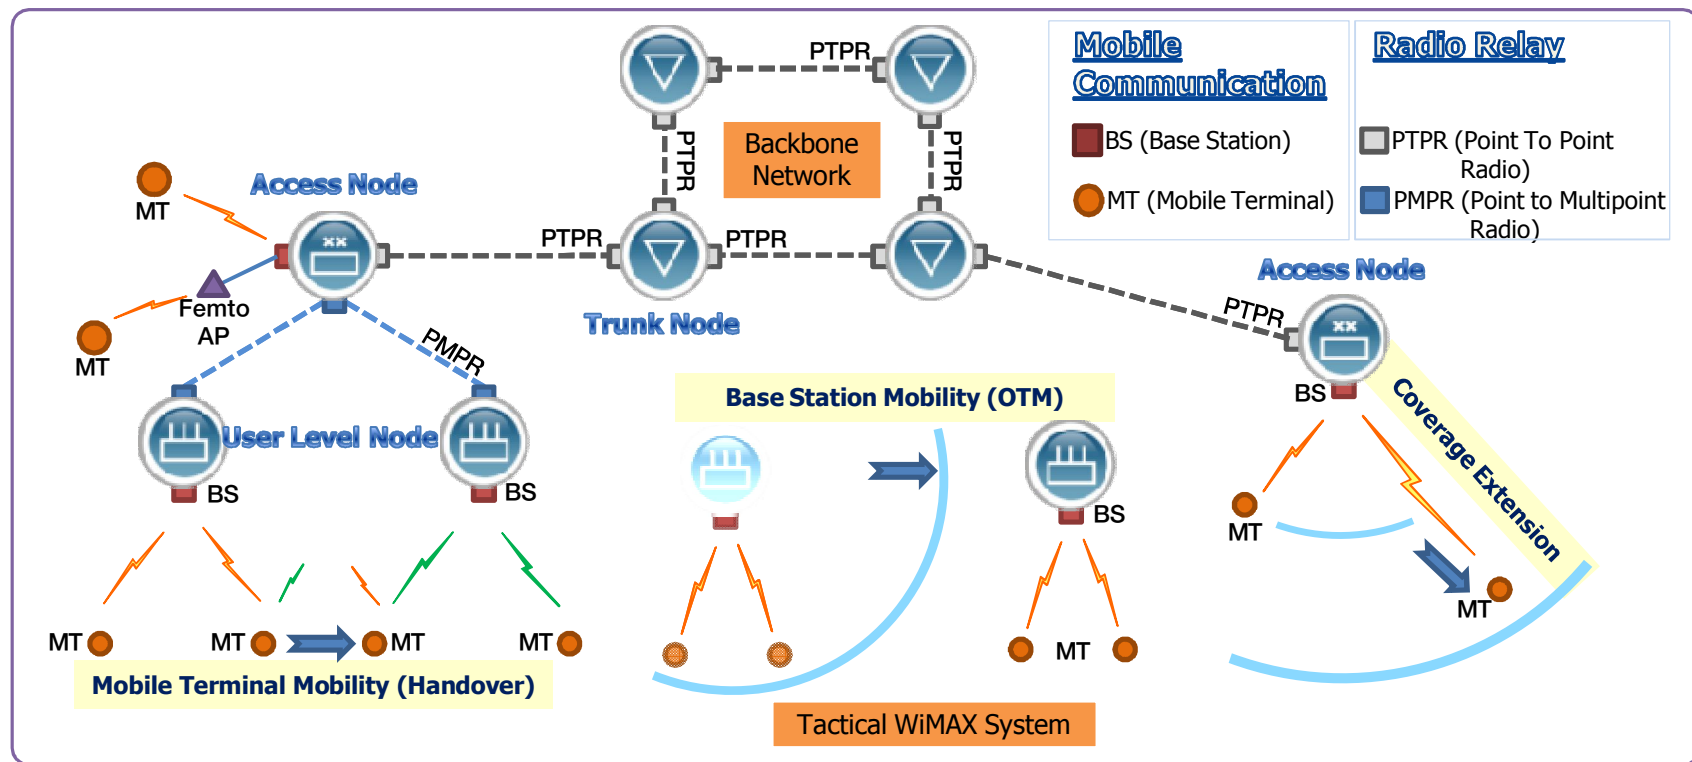 PTPR
Mobile
Communication
Radio Relay
BS (Base Station)
PTPR (Point To Point
Radio)
MT (Mobile Terminal)
PMPR (Point to Multipoint
Radio)
PTPR
Backbone
Network
PTPR
Access Node
MT
xx
PTPR
PTPR
Femto
AP
MT
Trunk Node
PMPR
Access Node
PTPR
xx
BS
Coverage Extension
MT
MT
User Level Node
BS
BS
MT
MT
MT
MT
Mobile Terminal Mobility (Handover)
Base Station Mobility (OTM)
BS
MT
Tactical WiMAX System